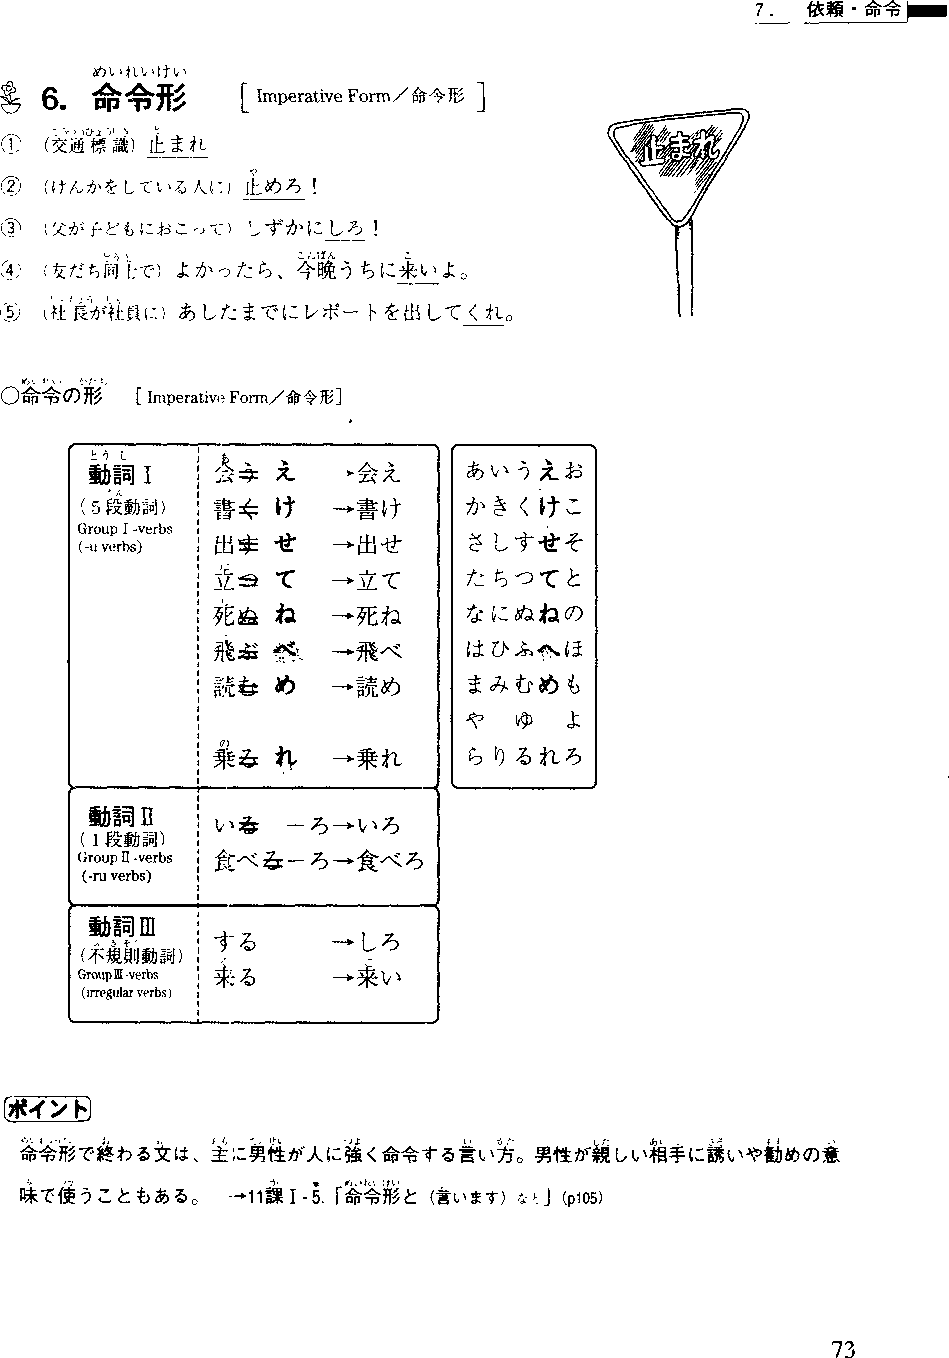 7. 依頼・命令
めいれいけい
6. 命令形 [Imperative Form／命令形]
① (交通標識) 止まれ
止まれ
② (けんかをしている人に) 止めろ！
③ (父が子どもにおこって) しずかにしろ！
④ (友だち同士で) よかったら、今晩うちに来いよ。
⑤ (社長が社員に) あしたまでにレポートを出してくれ。
○命令の形 [Imperative Form／命令形]
動詞Ⅰ
(5段動詞)
Group Ⅰ-verbs
(-u verbs)
会う え →会え
書く け →書け
出す せ →出せ
立つ て →立て
死ぬ ね →死ね
飛ぶ べ →飛べ
読む め →読め
乗る れ →乗れ
あいうえお
かきくけこ
さしすせそ
たちつてと
なにぬねの
はひふへほ
まみむめも
や ゆ よ
らりるれろ
動詞Ⅱ
(1段動詞)
Group Ⅱ-verbs
(-ru verbs)
いる －ろ→いろ
食べる－ろ→食べろ
動詞Ⅲ
(不規則動詞)
Group Ⅲ-verbs
(irregular verbs)
する →しろ
来る →来い
ポイント
命令形で終わる文は、主に男性が人に強く命令する言い方。男性が親しい相手に誘いや勧めの意
味で使うこともある。 →11課Ⅰ-5.「命令形と（言います）など」(p105)
73